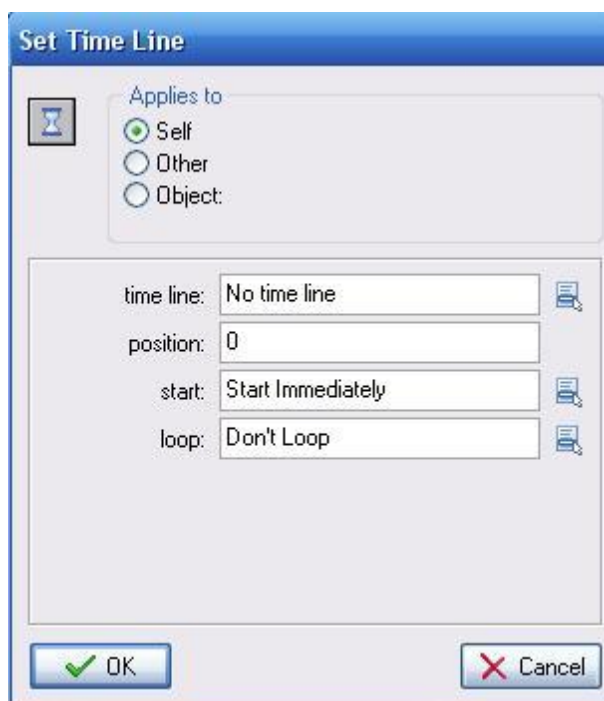 Set Time Line
Applies to
Self
Other
Object:
time line: No time line
position: 0
start: Start Immediately
loop: Don't Loop
OK Cancel